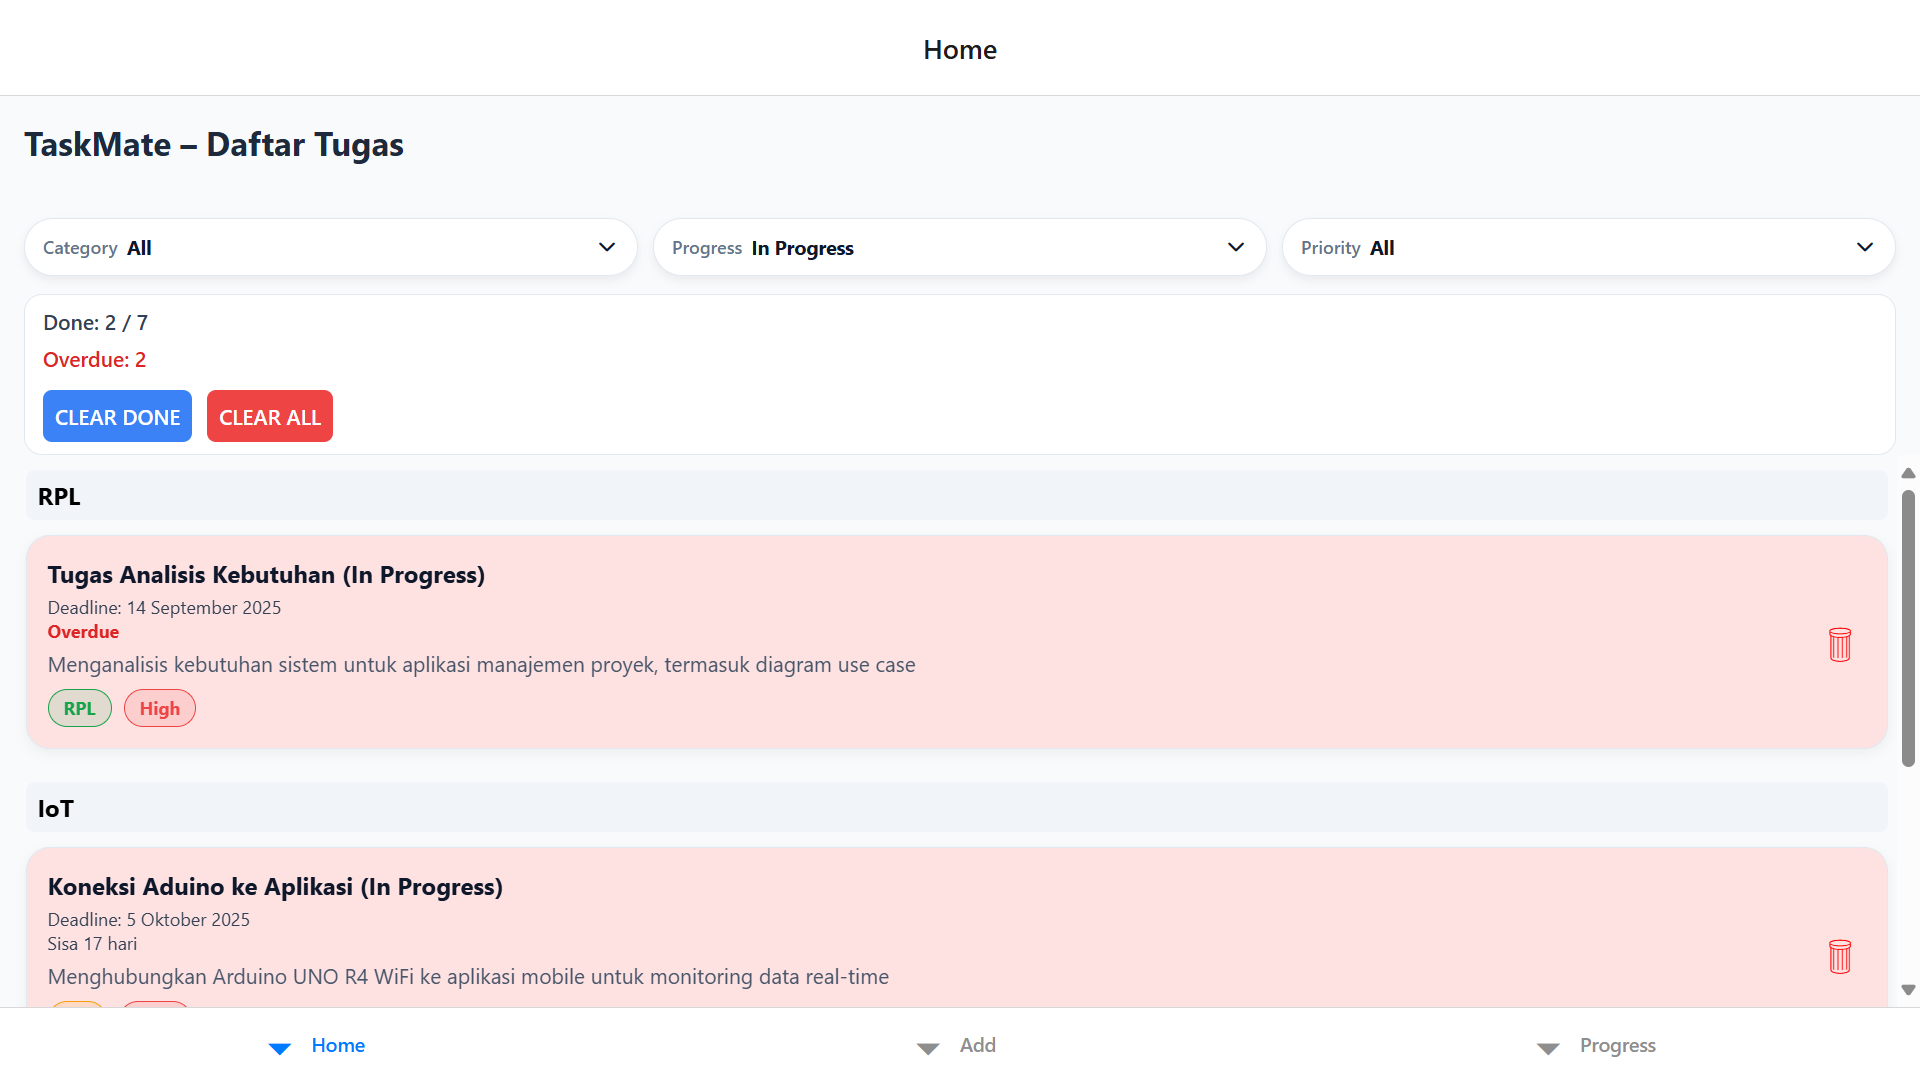 Home
TaskMate – Daftar Tugas
Category All
Progress In Progress
Priority All
Done: 2 / 7
Overdue: 2
CLEAR DONE
CLEAR ALL
RPL
Tugas Analisis Kebutuhan (In Progress)
Deadline: 14 September 2025
Overdue
Menganalisis kebutuhan sistem untuk aplikasi manajemen proyek, termasuk diagram use case
RPL
High
IoT
Koneksi Aduino ke Aplikasi (In Progress)
Deadline: 5 Oktober 2025
Sisa 17 hari
Menghubungkan Arduino UNO R4 WiFi ke aplikasi mobile untuk monitoring data real-time
Home
Add
Progress